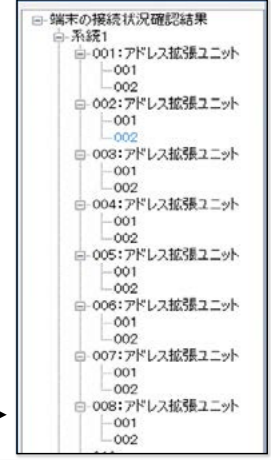 端末の接続状況確認結果
系統1
001:アドレス拡張ユニット
001
002
002:アドレス拡張ユニット
001
002
003:アドレス拡張ユニット
001
002
004:アドレス拡張ユニット
001
002
005:アドレス拡張ユニット
001
002
006:アドレス拡張ユニット
001
002
007:アドレス拡張ユニット
001
002
008:アドレス拡張ユニット
001
002